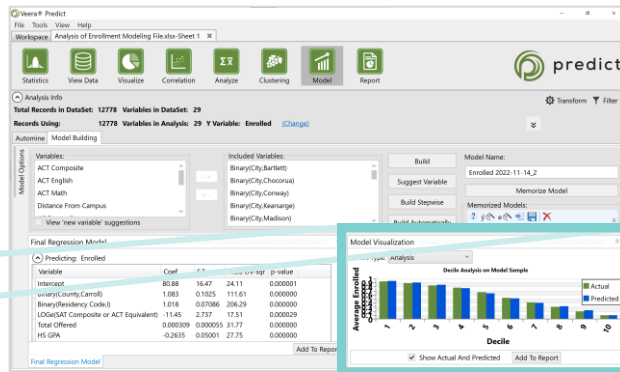 Veera® Predict
File Tools View Help
Workspace Analysis of Enrollment Modeling File.xlsx-Sheet 1
Statistics View Data Visualize Correlation Analyze Clustering Model Report
predict
Analysis Info
Total Records in DataSet: 12778 Variables in DataSet: 29
Transform Filter
Records Using: 12778 Variables in Analysis: 29 Y Variable: Enrolled (Change)
Automine Model Building
Model Options
Variables:
ACT Composite
ACT English
ACT Math
Distance From Campus
View 'new variable' suggestions
Included Variables:
Binary(City,Bartlett)
Binary(City,Choconua)
Binary(City,Conway)
Binary(City,Kearsarge)
Binary(City,Madison)
Build
Suggest Variable
Build Stepwise
Build Automatically
Model Name:
Enrolled 2022-11-14_2
Memorize Model
Memorized Models:
Final Regression Model
Predicting: Enrolled
Variable Coef p-value
Intercept 80.88 16.47 24.11 0.000001
Binary(County,Carroll) 1.083 0.1025 111.61 0.000000
Binary(Residency Code,I) 1.018 0.07086 206.29 0.000000
LOGe(SAT Composite or ACT Equivalent) -11.45 2.737 17.51 0.000029
Total Offered 0.000309 0.000055 31.77 0.000000
HS GPA -0.2635 0.05001 27.75 0.000000
Add To Report
Final Regression Model
Model Visualization
Type: Analysis
Decile Analysis on Model Sample
Average Enrolled
Actual
Predicted
1 2 3 4 5 6 7 8 9 10
Decile
Show Actual And Predicted Add To Report